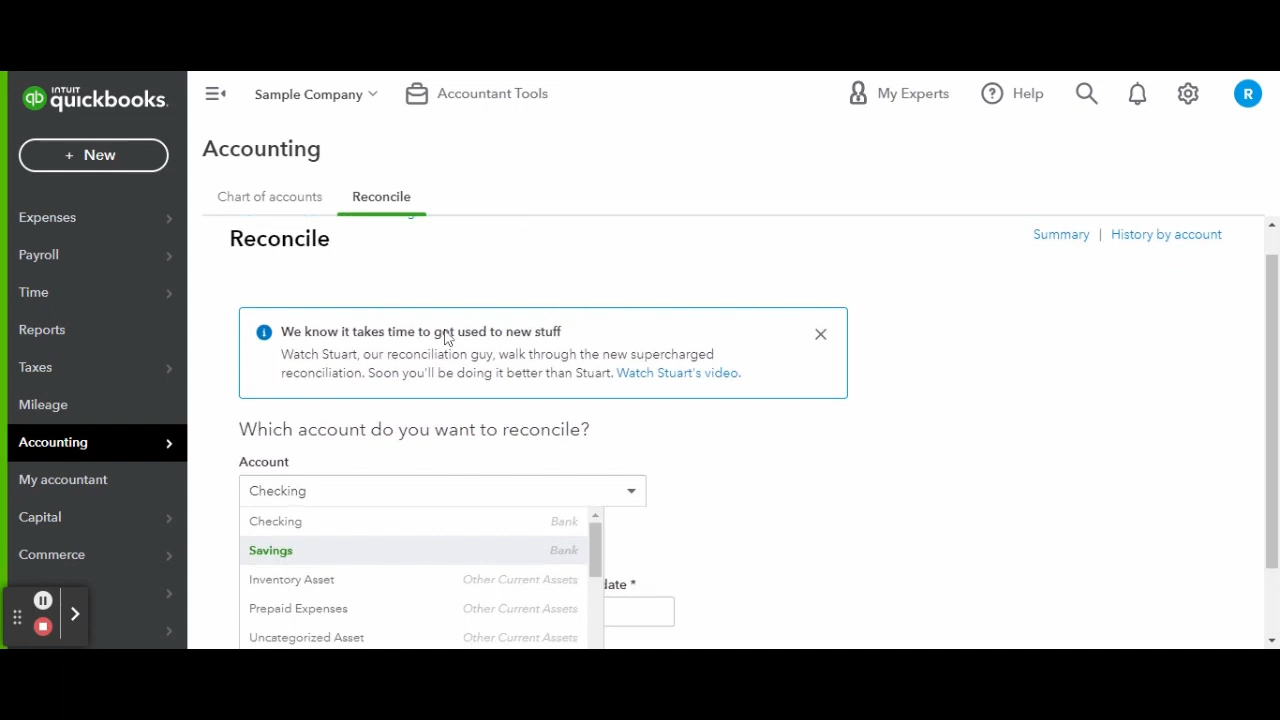 INTUIT
quickbooks.
Sample Company
Accountant Tools
My Experts
Help
R
+ New
Accounting
Chart of accounts
Reconcile
Expenses
Payroll
Time
Reports
Taxes
Mileage
Accounting
My accountant
Capital
Commerce
Reconcile
Summary | History by account
We know it takes time to get used to new stuff
Watch Stuart, our reconciliation guy, walk through the new supercharged
reconciliation. Soon you'll be doing it better than Stuart. Watch Stuart's video.
Which account do you want to reconcile?
Account
Checking
Checking Bank
Savings Bank
Inventory Asset Other Current Assets
date *
Prepaid Expenses Other Current Assets
Uncategorized Asset Other Current Assets